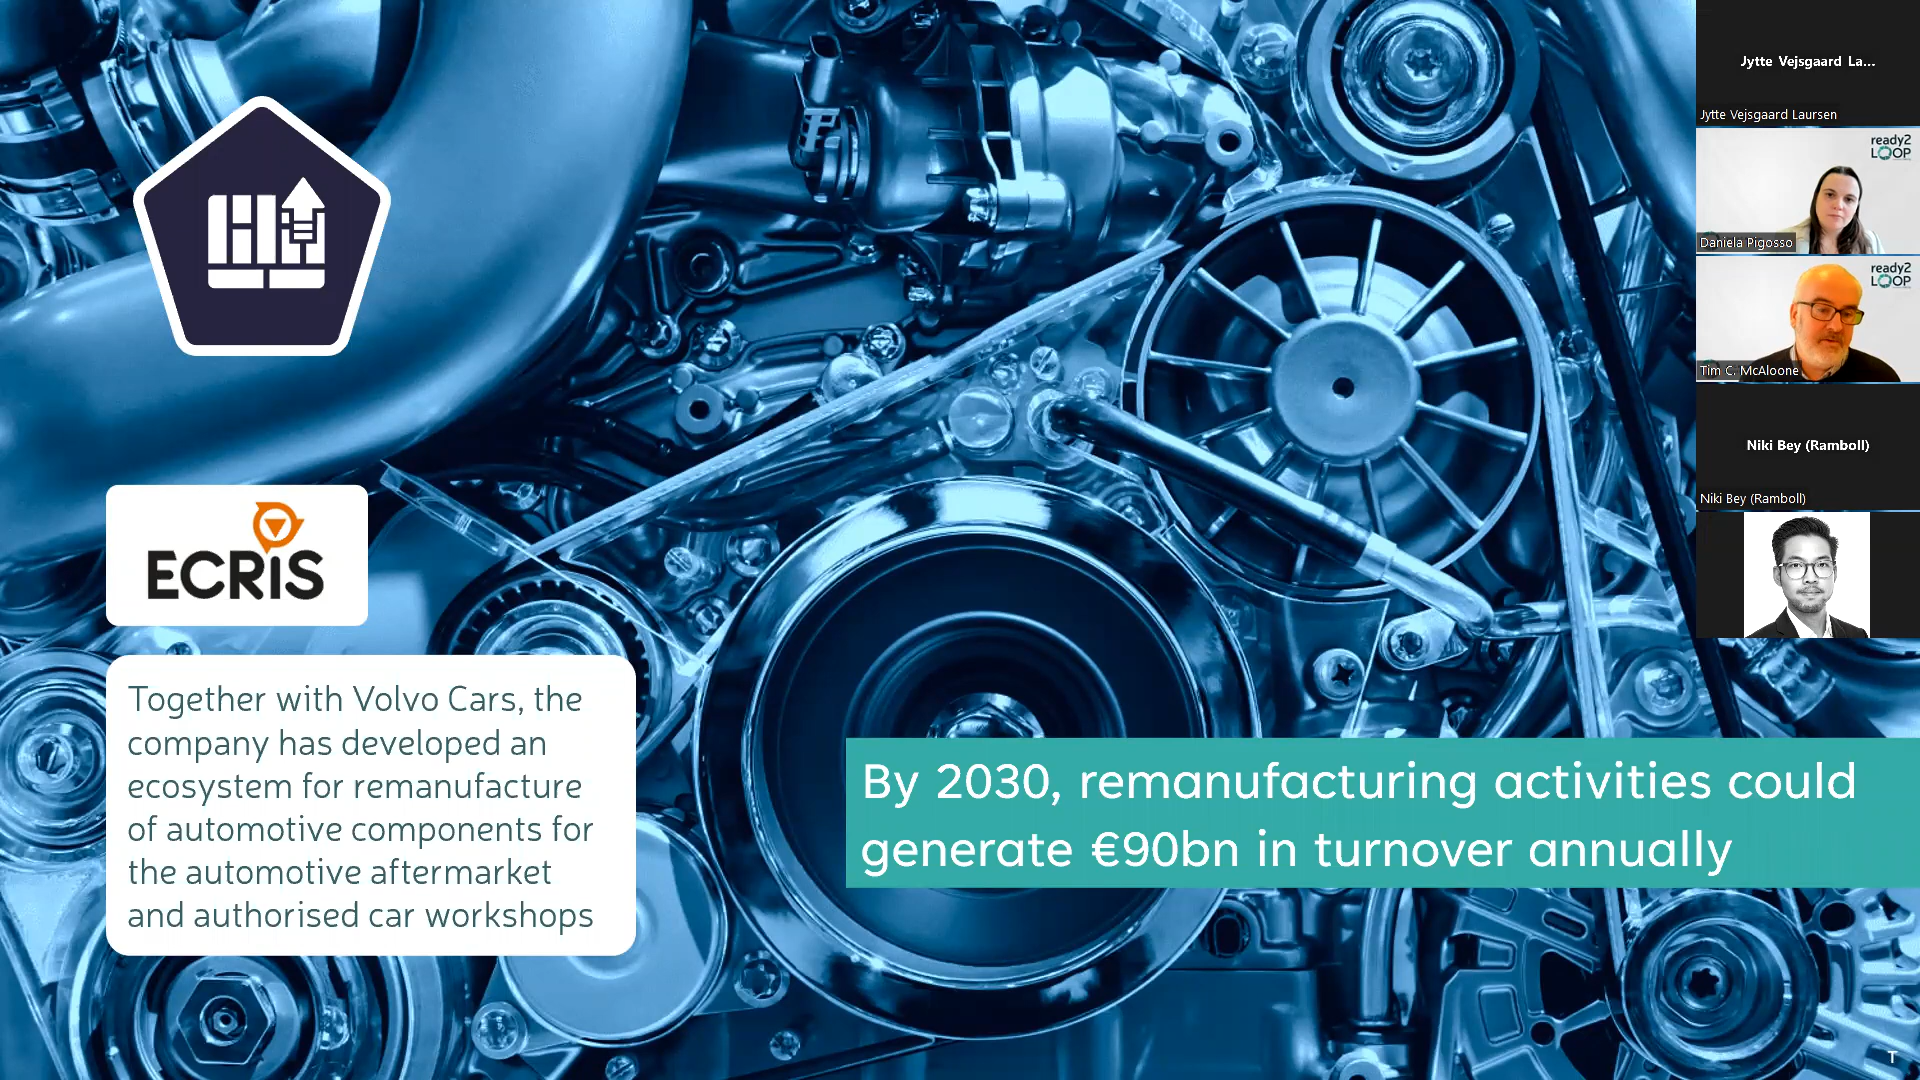 ECRIS
Together with Volvo Cars, the
company has developed an
ecosystem for remanufacture
of automotive components for
the automotive aftermarket
and authorised car workshops
By 2030, remanufacturing activities could
generate €90bn in turnover annually
T
Jytte Vejsgaard La...
Jytte Vejsgaard Laursen
ready2
LOOP
Daniela Pigosso
ready2
LOOP
Tim C. McAloone
Niki Bey (Ramboll)
Niki Bey (Ramboll)